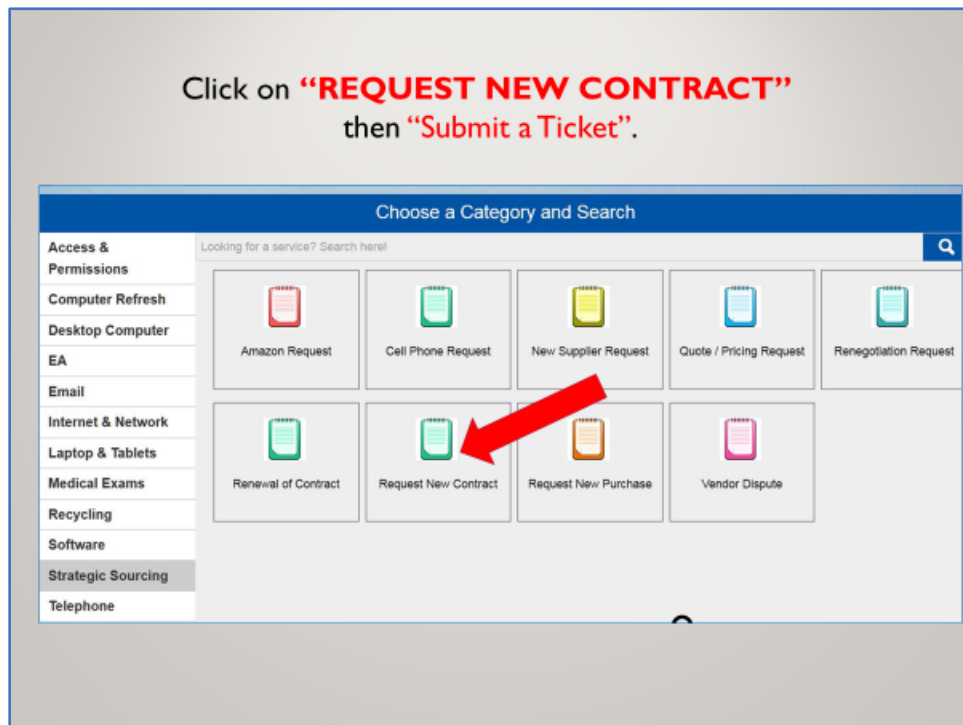 Click on “REQUEST NEW CONTRACT”
then “Submit a Ticket”.
Choose a Category and Search
Access &
Permissions
Computer Refresh
Desktop Computer
EA
Email
Internet & Network
Laptop & Tablets
Medical Exams
Recycling
Software
Strategic Sourcing
Telephone
Looking for a service? Search here!
Amazon Request
Cell Phone Request
New Supplier Request
Quote / Pricing Request
Renegotiation Request
Renewal of Contract
Request New Contract
Request New Purchase
Vendor Dispute